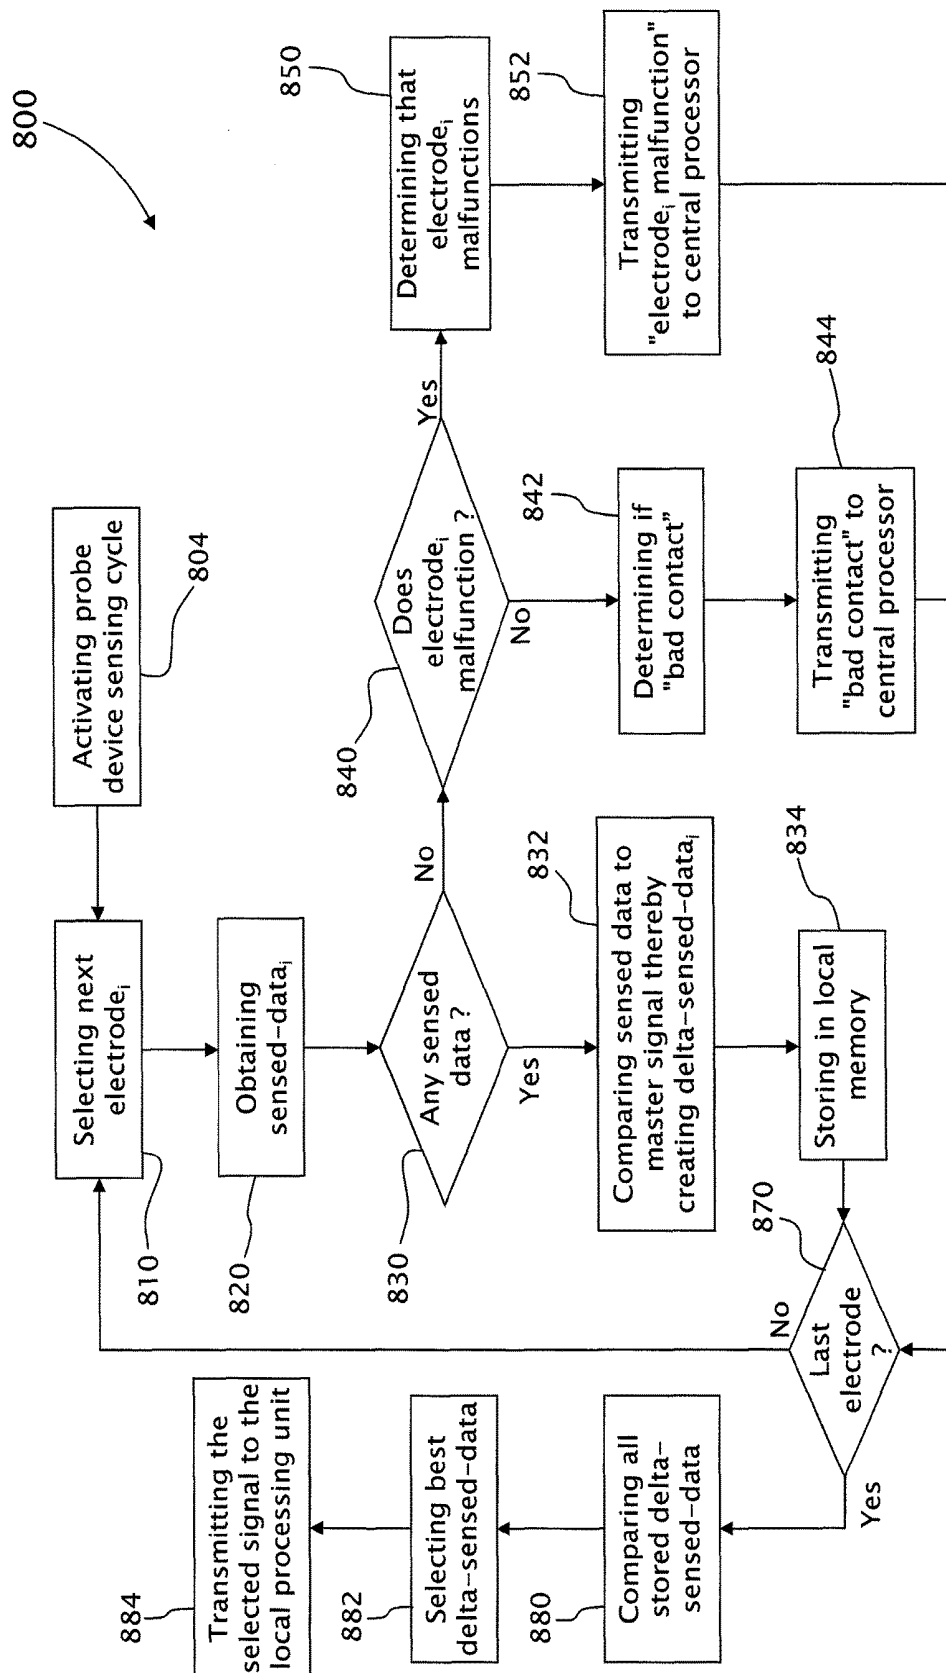 800
Activating probe
device sensing cycle
804
Selecting next
electrodei
810
Obtaining
sensed-datai
820
Any sensed
data ?
830
No
Yes
Does
electrodei
malfunction ?
840
Yes
No
Determining that
electrodei
malfunctions
850
Transmitting
"electrodei malfunction"
to central processor
852
Determining if
"bad contact"
842
Transmitting
"bad contact" to
central processor
844
Comparing sensed data to
master signal thereby
creating delta-sensed-datai
832
Storing in local
memory
834
Last
electrode
?
870
No
Yes
Comparing all
stored delta-
sensed-data
880
Selecting best
delta-sensed-data
882
Transmitting the
selected signal to the
local processing unit
884